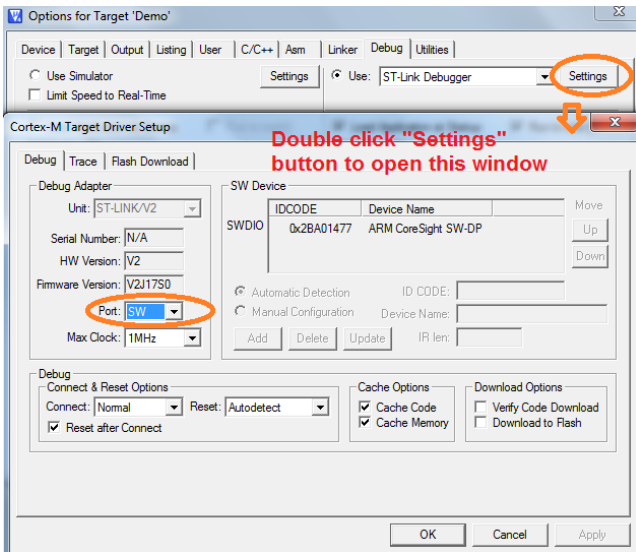 Options for Target 'Demo'
Device Target Output Listing User C/C++ Asm Linker Debug Utilities
Use Simulator Settings Use: ST-Link Debugger Settings
Limit Speed to Real-Time
Cortex-M Target Driver Setup
Double click "Settings"
button to open this window
Debug Trace Flash Download
Debug Adapter
Unit: ST-LINK/V2
Serial Number: N/A
HW Version: V2
Firmware Version: V2J17S0
Port: SW
Max Clock: 1MHz
SW Device
IDCODE Device Name Move
SWDIO 0x2BA01477 ARM CoreSight SW-DP Up
Down
Automatic Detection ID CODE:
Manual Configuration Device Name:
Add Delete Update IR len:
Debug
Connect & Reset Options
Connect: Normal Reset: Autodetect
Reset after Connect
Cache Options
Cache Code
Cache Memory
Download Options
Verify Code Download
Download to Flash
OK Cancel Apply